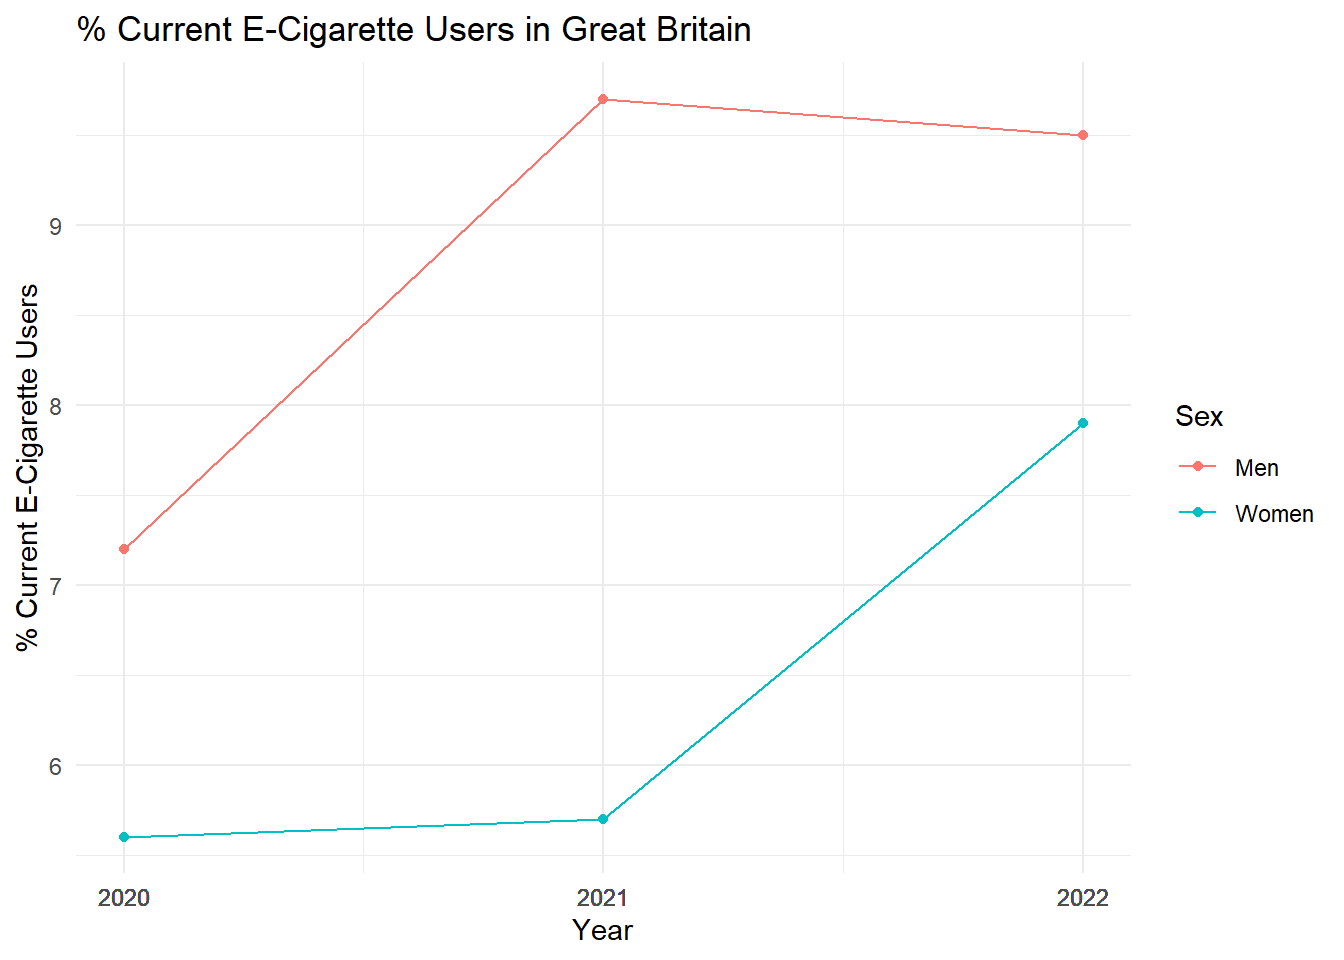 % Current E-Cigarette Users in Great Britain
% Current E-Cigarette Users
9
8
7
6
2020 2021 2022
Year
Sex
Men
Women